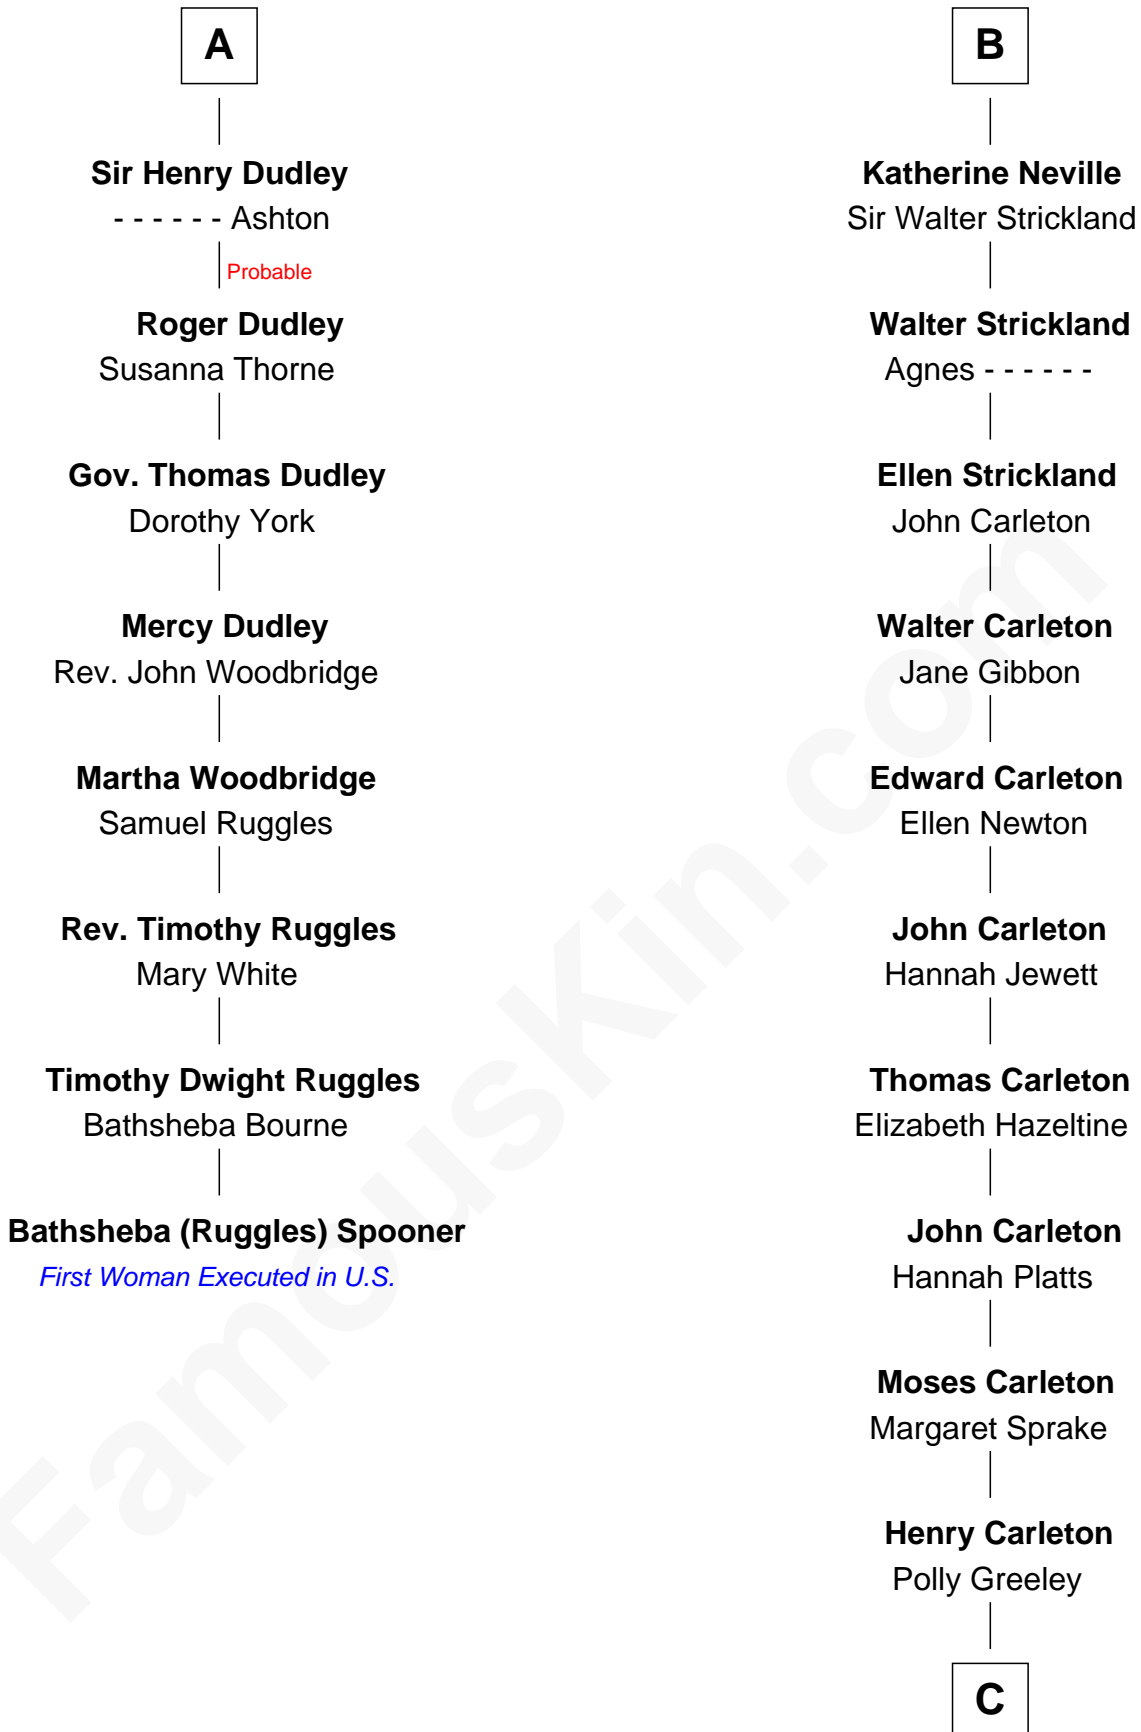 A
Sir Henry Dudley
- - - - - - Ashton
Probable
Roger Dudley
Susanna Thorne
Gov. Thomas Dudley
Dorothy York
Mercy Dudley
Rev. John Woodbridge
Martha Woodbridge
Samuel Ruggles
Rev. Timothy Ruggles
Mary White
Timothy Dwight Ruggles
Bathsheba Bourne
Bathsheba (Ruggles) Spooner
First Woman Executed in U.S.
B
Katherine Neville
Sir Walter Strickland
Walter Strickland
Agnes - - - - - -
Ellen Strickland
John Carleton
Walter Carleton
Jane Gibbon
Edward Carleton
Ellen Newton
John Carleton
Hannah Jewett
Thomas Carleton
Elizabeth Hazeltine
John Carleton
Hannah Platts
Moses Carleton
Margaret Sprake
Henry Carleton
Polly Greeley
C
FamousKin.com